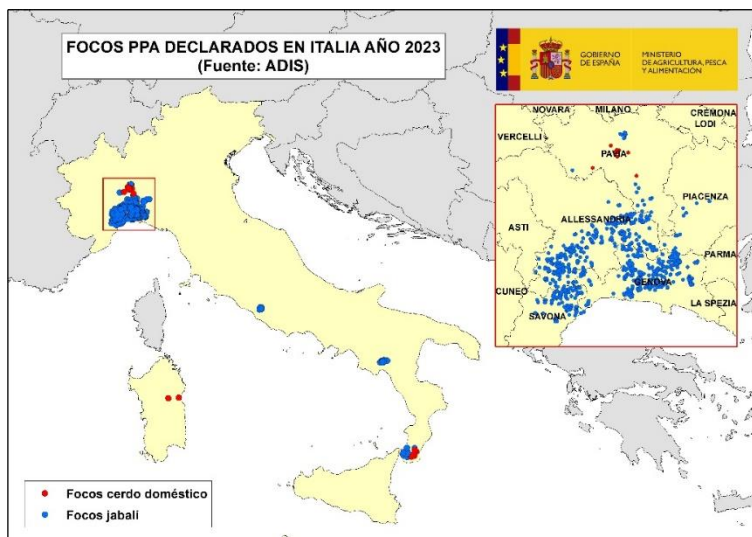 FOCOS PPA DECLARADOS EN ITALIA AÑO 2023
(Fuente: ADIS)
GOBIERNO
DE ESPAÑA
MINISTERIO
DE AGRICULTURA, PESCA
Y ALIMENTACIÓN
NOVARA
MILANO
CREMONA
LODI
VERCELLI
PAVIA
PIACENZA
ASTI
ALLESSANDRIA
PARMA
CUNEO
GENOVA
LA SPEZIA
SAVONA
Focos cerdo doméstico
Focos jabalí